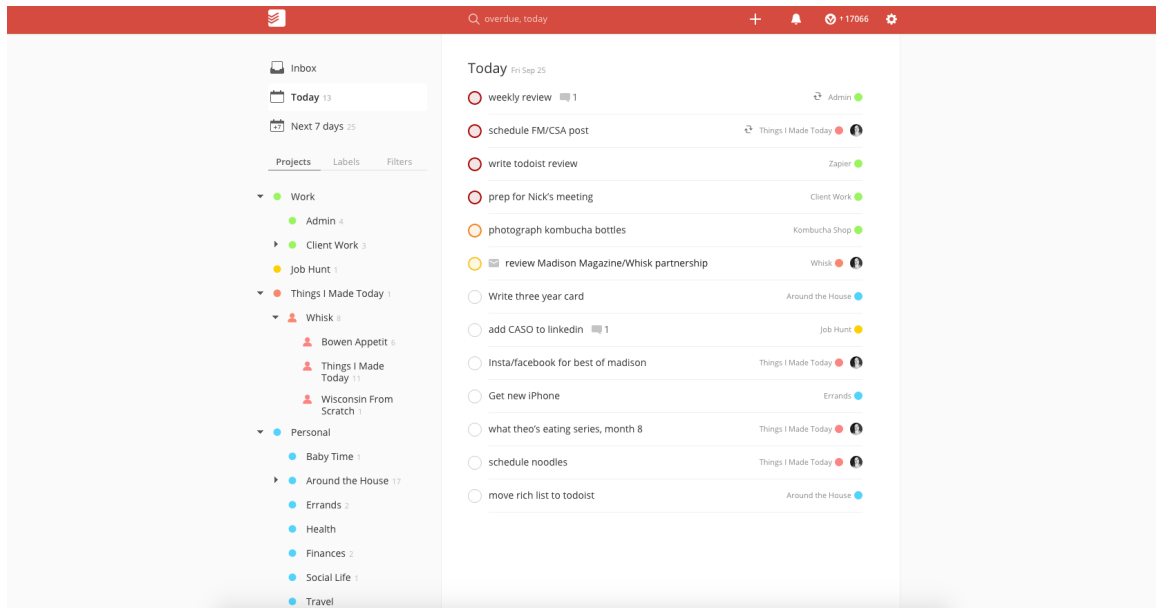 overdue, today
+ 17066
Inbox
Today 13
+7 Next 7 days 25
Projects Labels Filters
Work
Admin 4
Client Work 3
Job Hunt 1
Things I Made Today 1
Whisk 8
Bowen Appetit 6
Things I Made
Today 11
Wisconsin From
Scratch 1
Personal
Baby Time 1
Around the House 17
Errands 2
Health
Finances 2
Social Life 1
Travel
Today Fri Sep 25
weekly review 1 Admin
schedule FM/CSA post Things I Made Today
write todoist review Zapier
prep for Nick's meeting Client Work
photograph kombucha bottles Kombucha Shop
review Madison Magazine/Whisk partnership Whisk
Write three year card Around the House
add CASO to linkedin 1 Job Hunt
Insta/facebook for best of madison Things I Made Today
Get new iPhone Errands
what theo's eating series, month 8 Things I Made Today
schedule noodles Things I Made Today
move rich list to todoist Around the House